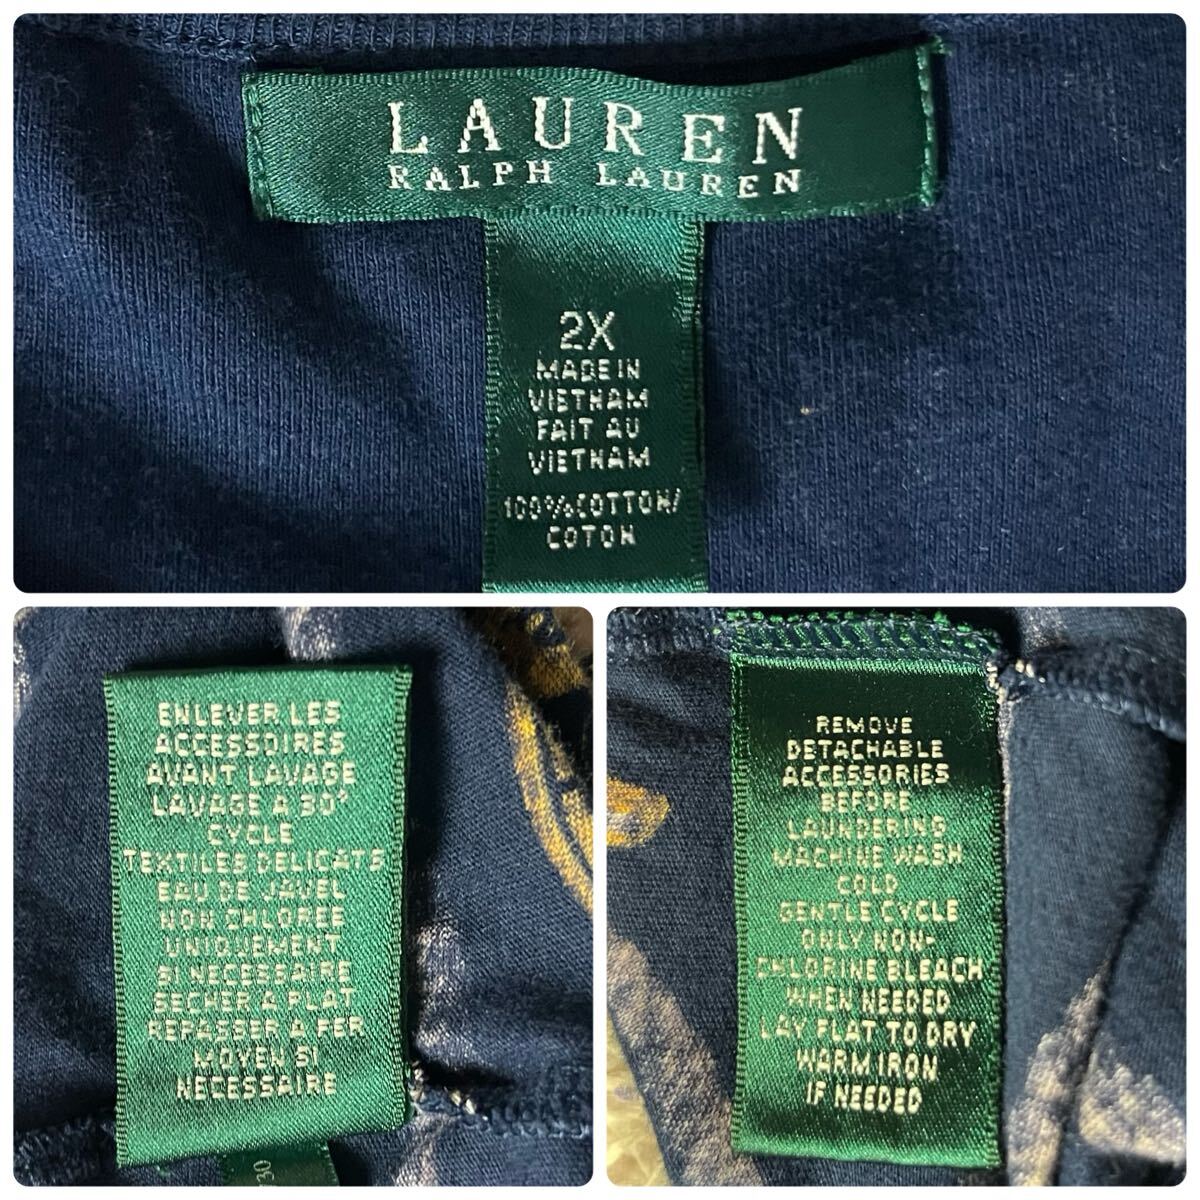 LAUREN
RALPH LAUREN
2X
MADE IN
VIETNAM
FAIT AU
VIETNAM
100%COTTON/
COTON
ENLEVER LES
ACCESSOIRES
AVANT LAVAGE
LAVAGE A 30°
CYCLE
TEXTILES DELICATS
EAU DE JAVEL
NON CHLOREE
UNIQUEMENT
SI NECESSAIRE
SECHER A PLAT
REPASSER A FER
MOYEN SI
NECESSAIRE
REMOVE
DETACHABLE
ACCESSORIES
BEFORE
LAUNDERING
MACHINE WASH
COLD
GENTLE CYCLE
ONLY NON-
CHLORINE BLEACH
WHEN NEEDED
LAY FLAT TO DRY
WARM IRON
IF NEEDED